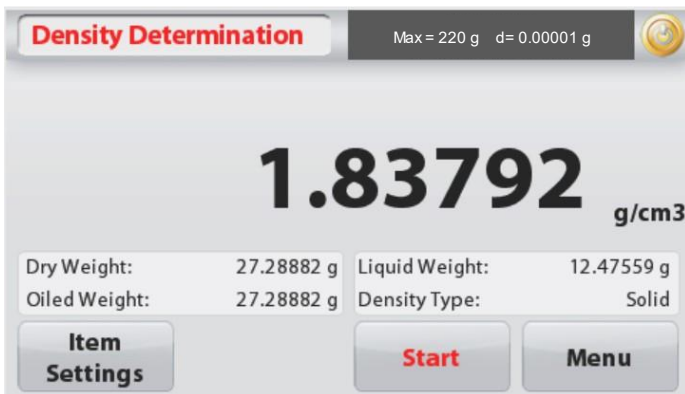 Density Determination
Max = 220 g d= 0.00001 g
1.83792
g/cm3
Dry Weight: 27.28882 g
Oiled Weight: 27.28882 g
Liquid Weight: 12.47559 g
Density Type: Solid
Item
Settings
Start
Menu